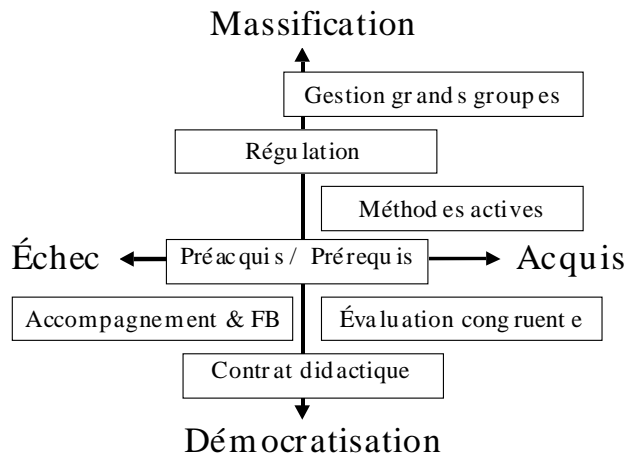 Massification
Gestion grands groupes
Régulation
Méthodes actives
Échec
Préacquis / Prérequis
Acquis
Accompagnement & FB
Évaluation congruente
Contrat didactique
Démocratisation